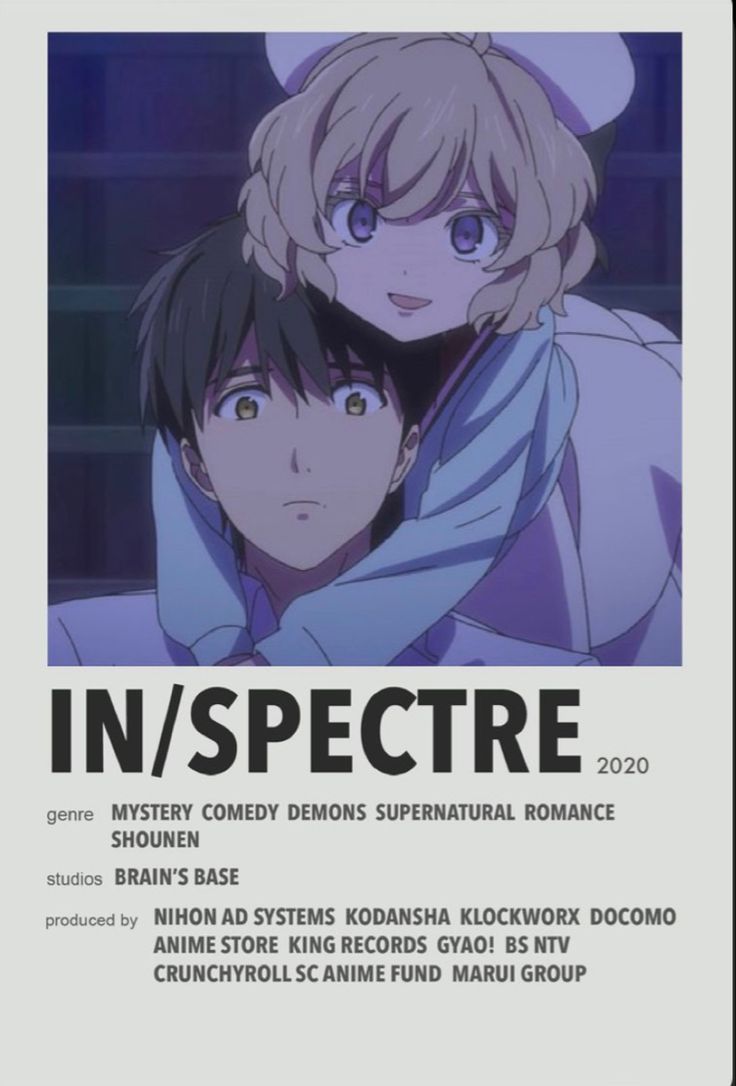 IN/SPECTRE 2020
genre MYSTERY COMEDY DEMONS SUPERNATURAL ROMANCE
SHOUNEN
studios BRAIN'S BASE
produced by NIHON AD SYSTEMS KODANSHA KLOCKWORX DOCOMO
ANIME STORE KING RECORDS GYAO! BS NTV
CRUNCHYROLL SC ANIME FUND MARUI GROUP